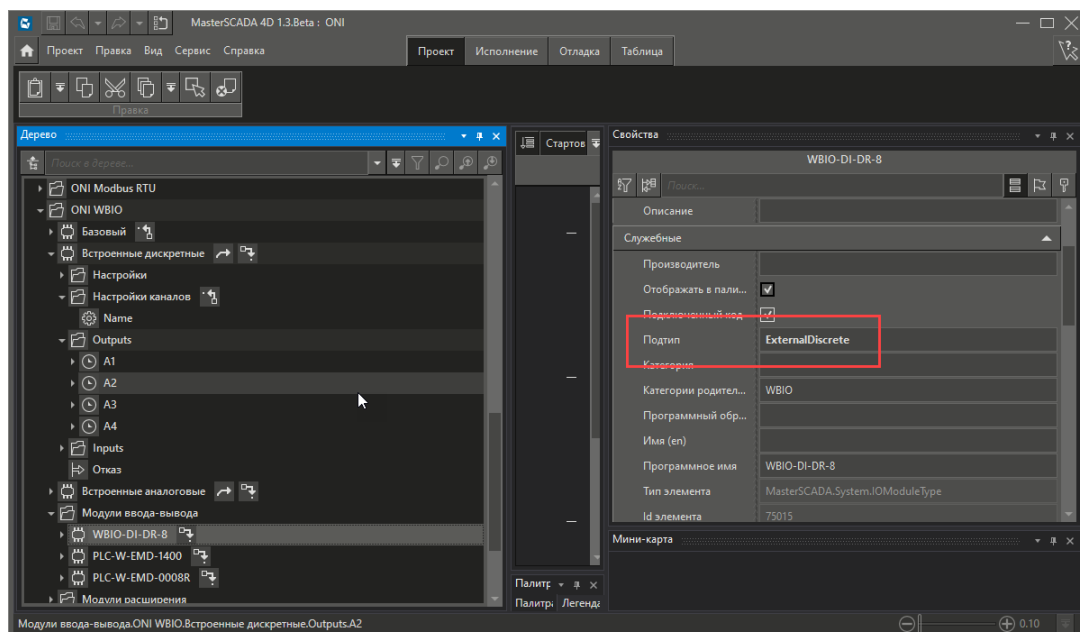 MasterSCADA 4D 1.3.Beta : ONI
Проект Правка Вид Сервис Справка
Проект Исполнение Отладка Таблица
Правка
Дерево
Поиск в дереве...
ONI Modbus RTU
ONI WBIO
Базовый
Встроенные дискретные
Настройки
Настройки каналов
Name
Outputs
A1
A2
A3
A4
Inputs
Отказ
Встроенные аналоговые
Модули ввода-вывода
WBIO-DI-DR-8
PLC-W-EMD-1400
PLC-W-EMD-0008R
Модули расширения
Стартов
Палитр
Палитр Легенда
Свойства
WBIO-DI-DR-8
Поиск...
Описание
Служебные
Производитель
Отображать в пали...
Подключенный код
Подтип ExternalDiscrete
Категория
Категории родител... WBIO
Программный обр...
Имя (en)
Программное имя WBIO-DI-DR-8
Тип элемента MasterSCADA.System.IOModuleType
Id элемента 75015
Мини-карта
Модули ввода-вывода.ONI WBIO.Встроенные дискретные.Outputs.A2
0.10